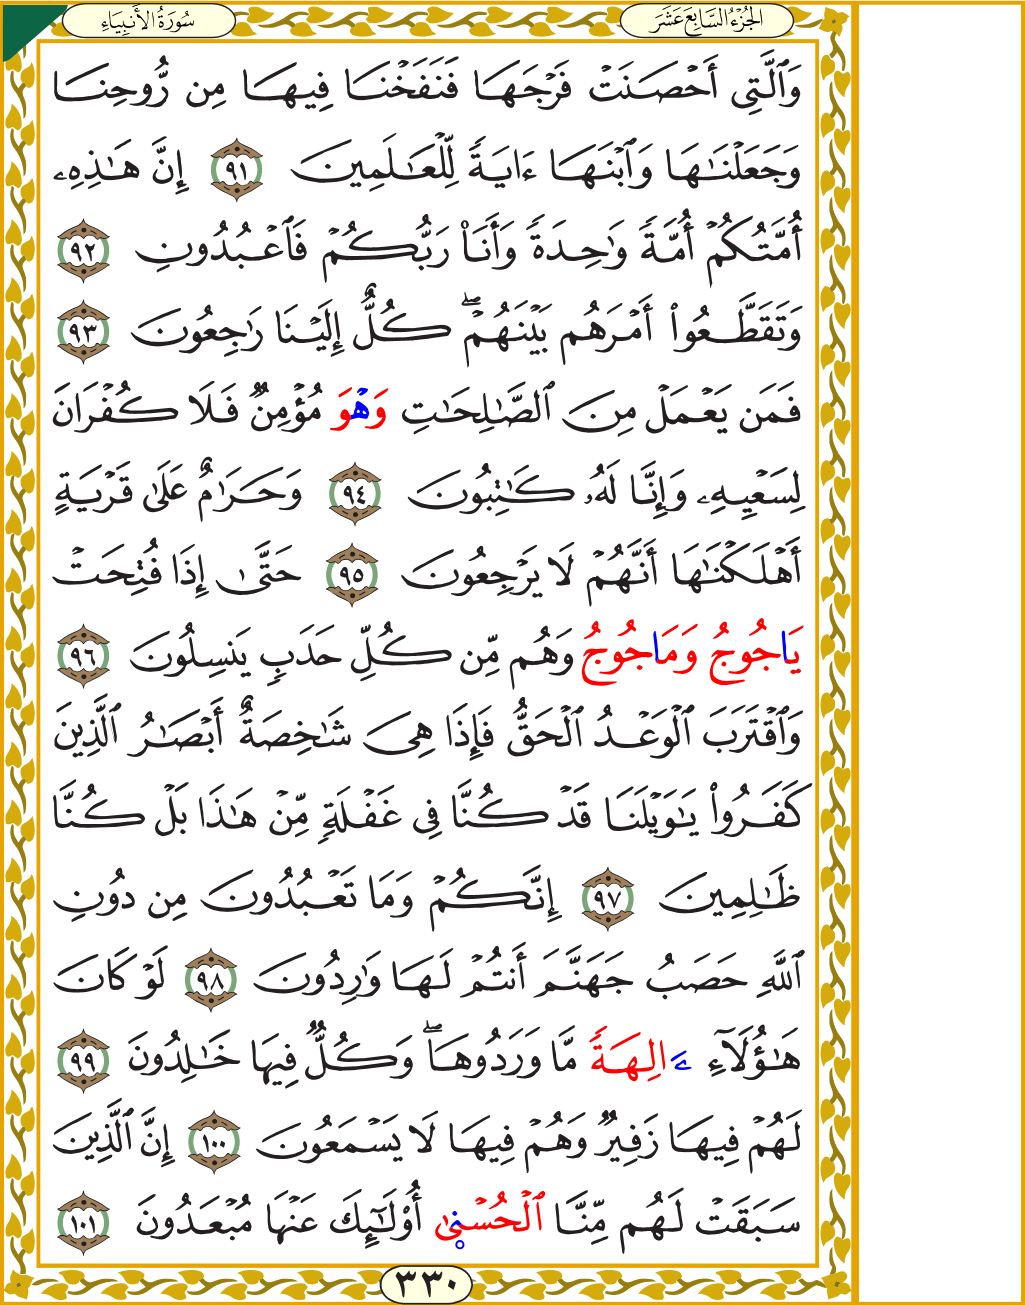 الجُزْءُ السَّابِعَ عَشَرَ
سُورَةُ الأَنبِيَاءِ
وَٱلَّتِيٓ أَحۡصَنَتۡ فَرۡجَهَا فَنَفَخۡنَا فِيهَا مِن رُّوحِنَا
وَجَعَلۡنَٰهَا وَٱبۡنَهَا ءَايَةٗ لِّلۡعَٰلَمِينَ ٩١ إِنَّ هَٰذِهِۦ
أُمَّتُكُمۡ أُمَّةٗ وَٰحِدَةٗ وَأَنَا۠ رَبُّكُمۡ فَٱعۡبُدُونِ ٩٢
وَتَقَطَّعُوٓاْ أَمۡرَهُم بَيۡنَهُمۡۖ كُلٌّ إِلَيۡنَا رَٰجِعُونَ ٩٣
فَمَن يَعۡمَلۡ مِنَ ٱلصَّٰلِحَٰتِ وَهۡوَ مُؤۡمِنٞ فَلَا كُفۡرَانَ
لِسَعۡيِهِۦ وَإِنَّا لَهُۥ كَٰتِبُونَ ٩٤ وَحَرَٰمٌ عَلَىٰ قَرۡيَةٍ
أَهۡلَكۡنَٰهَآ أَنَّهُمۡ لَا يَرۡجِعُونَ ٩٥ حَتَّىٰٓ إِذَا فُتِحَتۡ
يَاجُوجُ وَمَاجُوجُ وَهُم مِّن كُلِّ حَدَبٖ يَنسِلُونَ ٩٦
وَٱقۡتَرَبَ ٱلۡوَعۡدُ ٱلۡحَقُّ فَإِذَا هِيَ شَٰخِصَةٌ أَبۡصَٰرُ ٱلَّذِينَ
كَفَرُواْ يَٰوَيۡلَنَا قَدۡ كُنَّا فِي غَفۡلَةٖ مِّنۡ هَٰذَا بَلۡ كُنَّا
ظَٰلِمِينَ ٩٧ إِنَّكُمۡ وَمَا تَعۡبُدُونَ مِن دُونِ
ٱللَّهِ حَصَبُ جَهَنَّمَ أَنتُمۡ لَهَا وَٰرِدُونَ ٩٨ لَوۡ كَانَ
هَٰٓؤُلَآءِ ءَالِهَةٗ مَّا وَرَدُوهَاۖ وَكُلّٞ فِيهَا خَٰلِدُونَ ٩٩
لَهُمۡ فِيهَا زَفِيرٞ وَهُمۡ فِيهَا لَا يَسۡمَعُونَ ١٠٠ إِنَّ ٱلَّذِينَ
سَبَقَتۡ لَهُم مِّنَّا ٱلۡحُسۡنىٰٓ أُوْلَٰٓئِكَ عَنۡهَا مُبۡعَدُونَ ١٠١
٣٣٠